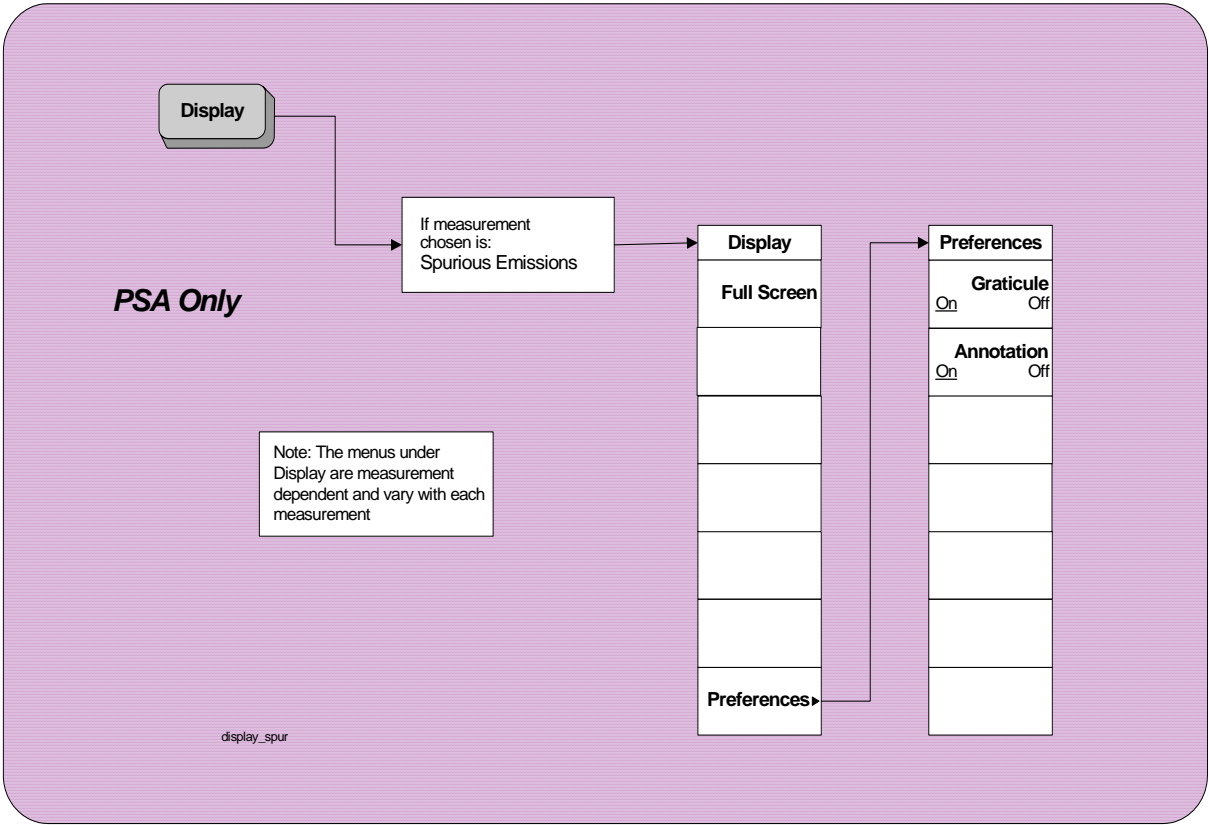 Display
If measurement
chosen is:
Spurious Emissions
PSA Only
Note: The menus under
Display are measurement
dependent and vary with each
measurement
Display
Full Screen
Preferences
Preferences
Graticule
On Off
Annotation
On Off
display_spur